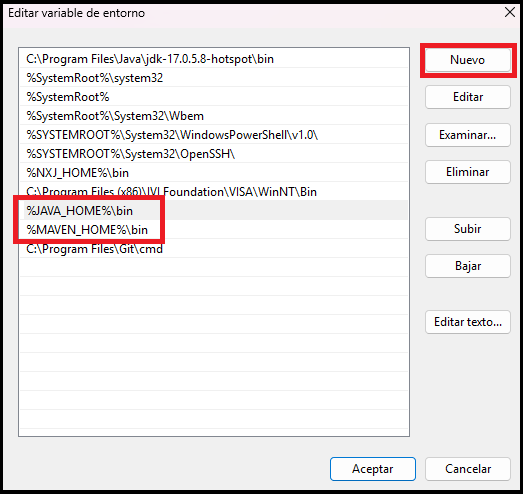 Editar variable de entorno
C:\Program Files\Java\jdk-17.0.5.8-hotspot\bin
%SystemRoot%\system32
%SystemRoot%
%SystemRoot%\System32\Wbem
%SYSTEMROOT%\System32\WindowsPowerShell\v1.0\
%SYSTEMROOT%\System32\OpenSSH\
%NXJ_HOME%\bin
C:\Program Files (x86)\IVI Foundation\VISA\WinNT\Bin
%JAVA_HOME%\bin
%MAVEN_HOME%\bin
C:\Program Files\Git\cmd
Nuevo
Editar
Examinar...
Eliminar
Subir
Bajar
Editar texto...
Aceptar
Cancelar